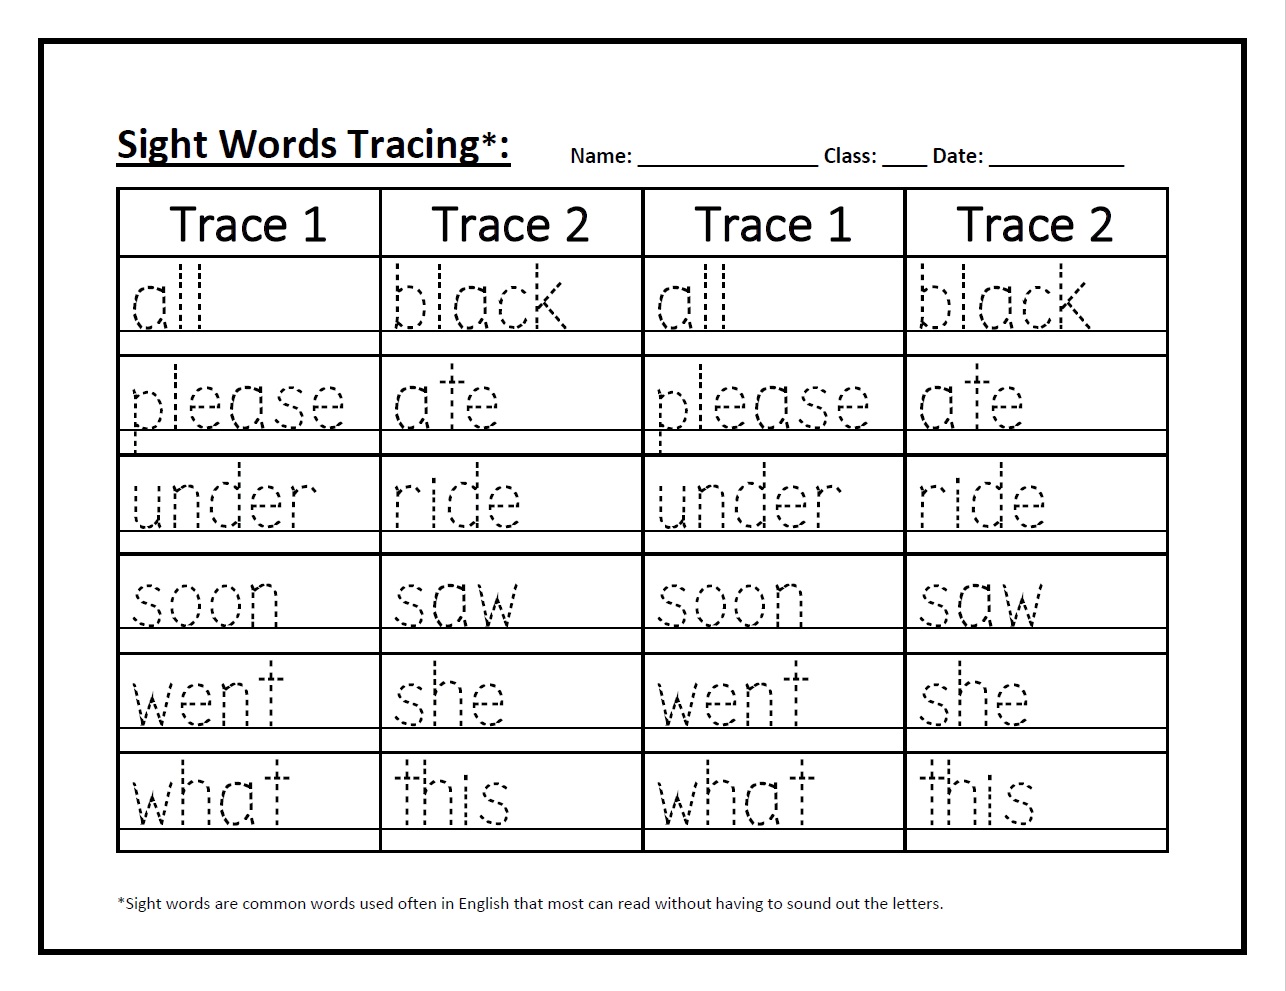 Sight Words Tracing*: Name: ________________ Class: ____ Date: ____________
Trace 1 Trace 2 Trace 1 Trace 2
all black all black
please ate please ate
under ride under ride
soon saw soon saw
went she went she
what this what this
*Sight words are common words used often in English that most can read without having to sound out the letters.